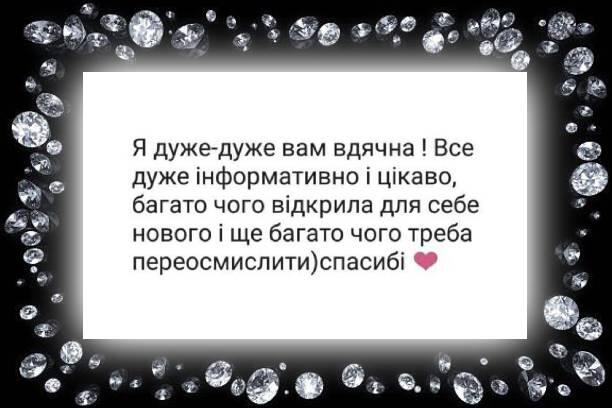 Я дуже-дуже вам вдячна ! Все
дуже інформативно і цікаво,
багато чого відкрила для себе
нового і ще багато чого треба
переосмислити)спасибі ❤